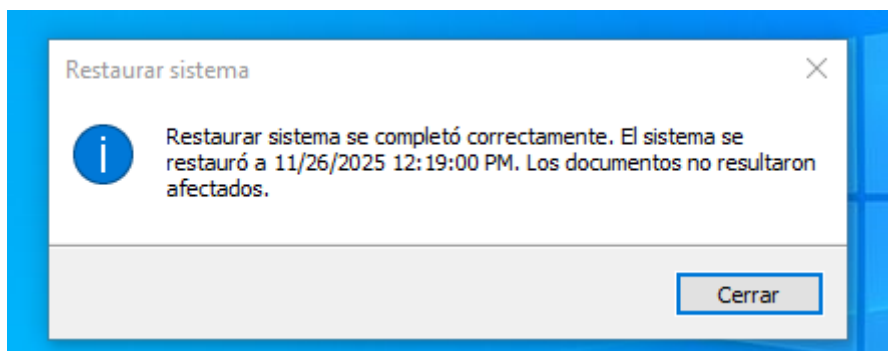 Restaurar sistema
Restaurar sistema se completó correctamente. El sistema se
restauró a 11/26/2025 12:19:00 PM. Los documentos no resultaron
afectados.
Cerrar